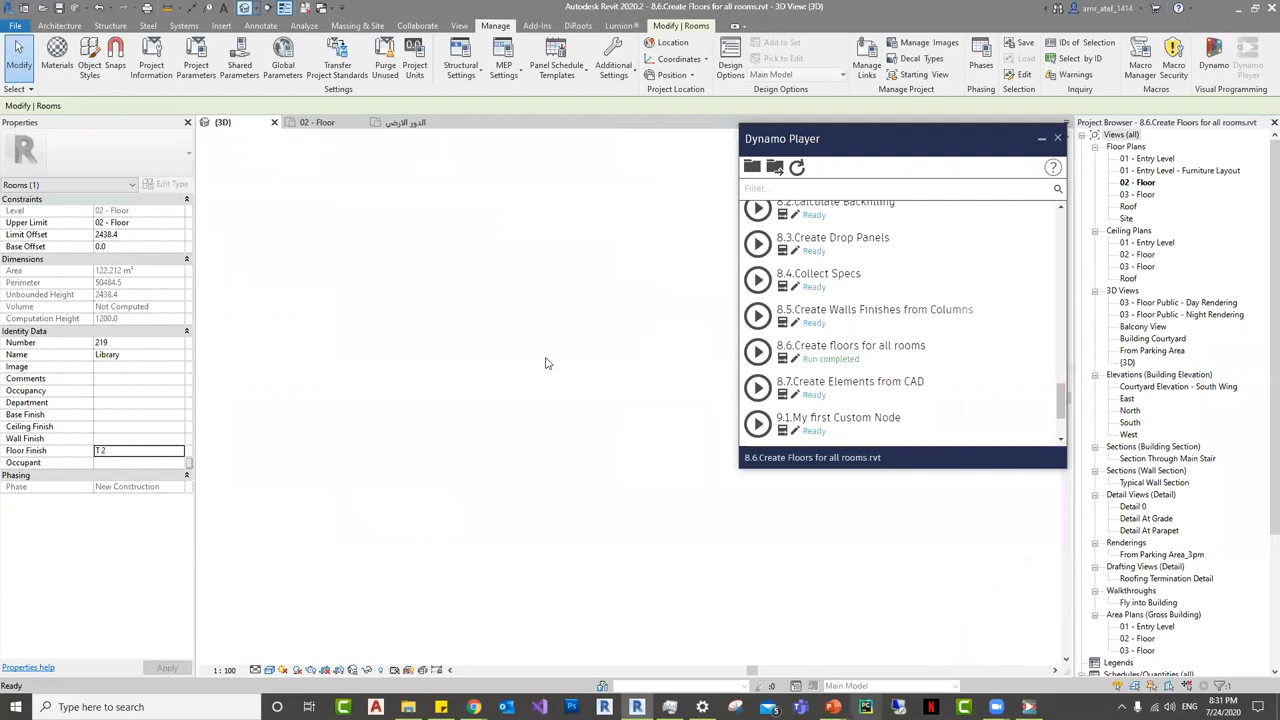 Autodesk Revit 2020.2 - 8.6.Create Floors for all rooms.rvt - 3D View: {3D}
amr_atef_1414
File Architecture Structure Steel Systems Insert Annotate Analyze Massing & Site Collaborate View Manage Add-Ins DiRoots Lumion® Modify | Rooms
Modify
Materials
Object Styles
Snaps
Project Information
Project Parameters
Shared Parameters
Global Parameters
Transfer Project Standards
Purge Unused
Project Units
Structural Settings
MEP Settings
Panel Schedule Templates
Additional Settings
Location
Coordinates
Position
Design Options
Add to Set
Pick to Edit
Main Model
Manage Links
Manage Images
Decal Types
Starting View
Phases
Save
Load
Edit
IDs of Selection
Select by ID
Warnings
Macro Manager
Macro Security
Dynamo
Dynamo Player
Select Settings Project Location Design Options Manage Project Phasing Selection Inquiry Macros Visual Programming
Modify | Rooms
Properties
{3D}
02 - Floor
الدور الارضي
Project Browser - 8.6.Create Floors for all rooms.rvt
Rooms (1) Edit Type
Constraints
Level 02 - Floor
Upper Limit 02 - Floor
Limit Offset 2438.4
Base Offset 0.0
Dimensions
Area 122.212 m²
Perimeter 50484.5
Unbounded Height 2438.4
Volume Not Computed
Computation Height 1200.0
Identity Data
Number 219
Name Library
Image
Comments
Occupancy
Department
Base Finish
Ceiling Finish
Wall Finish
Floor Finish T2
Occupant
Phasing
Phase New Construction
Properties help Apply
Dynamo Player
Filter...
8.2.Calculate Backfilling
Ready
8.3.Create Drop Panels
Ready
8.4.Collect Specs
Ready
8.5.Create Walls Finishes from Columns
Ready
8.6.Create floors for all rooms
Run completed
8.7.Create Elements from CAD
Ready
9.1.My first Custom Node
Ready
8.6.Create Floors for all rooms.rvt
Views (all)
Floor Plans
01 - Entry Level
01 - Entry Level - Furniture Layout
02 - Floor
03 - Floor
Roof
Site
Ceiling Plans
01 - Entry Level
02 - Floor
03 - Floor
Roof
3D Views
03 - Floor Public - Day Rendering
03 - Floor Public - Night Rendering
Balcony View
Building Courtyard
From Parking Area
{3D}
Elevations (Building Elevation)
Courtyard Elevation - South Wing
East
North
South
West
Sections (Building Section)
Section Through Main Stair
Sections (Wall Section)
Typical Wall Section
Detail Views (Detail)
Detail 0
Detail At Grade
Detail At Parapet
Renderings
From Parking Area_3pm
Drafting Views (Detail)
Roofing Termination Detail
Walkthroughs
Fly into Building
Area Plans (Gross Building)
01 - Entry Level
02 - Floor
03 - Floor
Legends
Schedules/Quantities (all)
1 : 100
Ready
:0
Main Model
:1
Type here to search
8:31 PM
7/24/2020